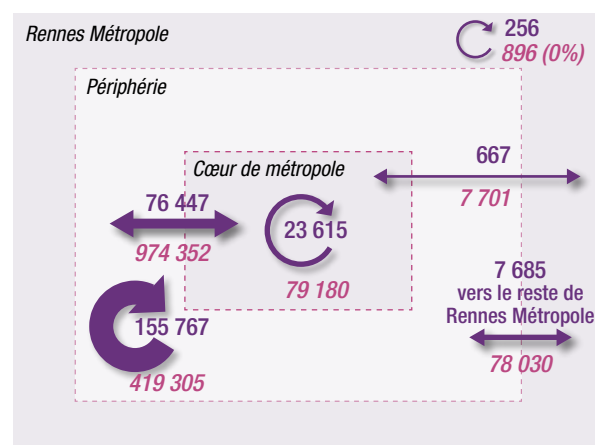 Rennes Métropole
256
896 (0%)
Périphérie
Cœur de métropole
667
7 701
76 447
974 352
23 615
79 180
7 685
vers le reste de
Rennes Métropole
78 030
155 767
419 305